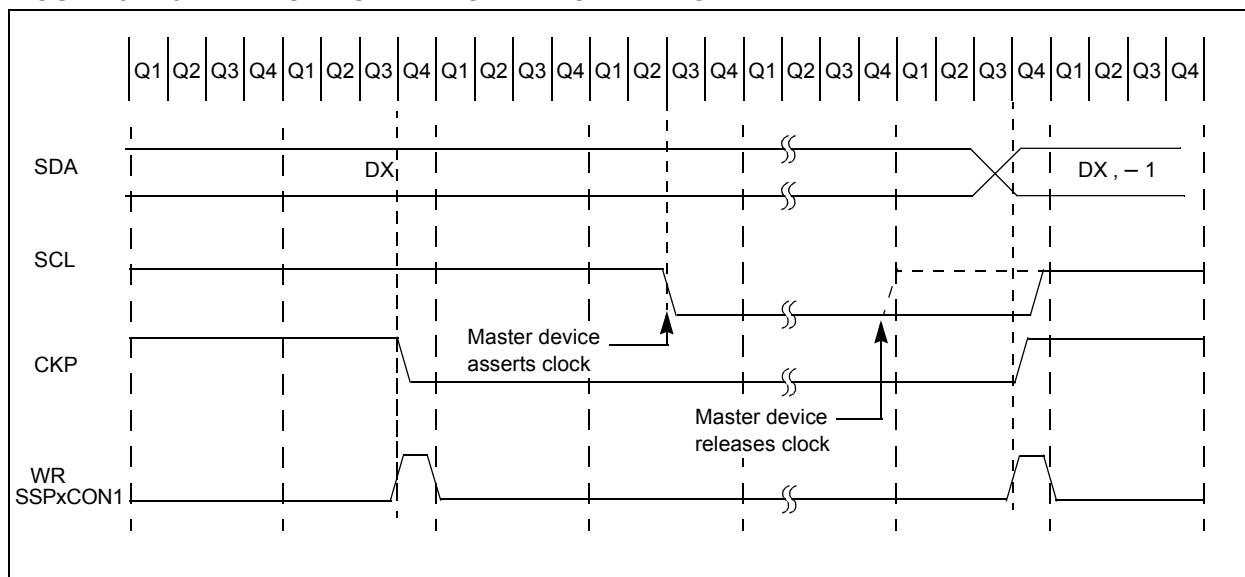 Q1 Q2 Q3 Q4 Q1 Q2 Q3 Q4 Q1 Q2 Q3 Q4 Q1 Q2 Q3 Q4 Q1 Q2 Q3 Q4 Q1 Q2 Q3 Q4 Q1 Q2 Q3 Q4
SDA
DX
DX , – 1
SCL
Master device
asserts clock
CKP
Master device
releases clock
WR
SSPxCON1